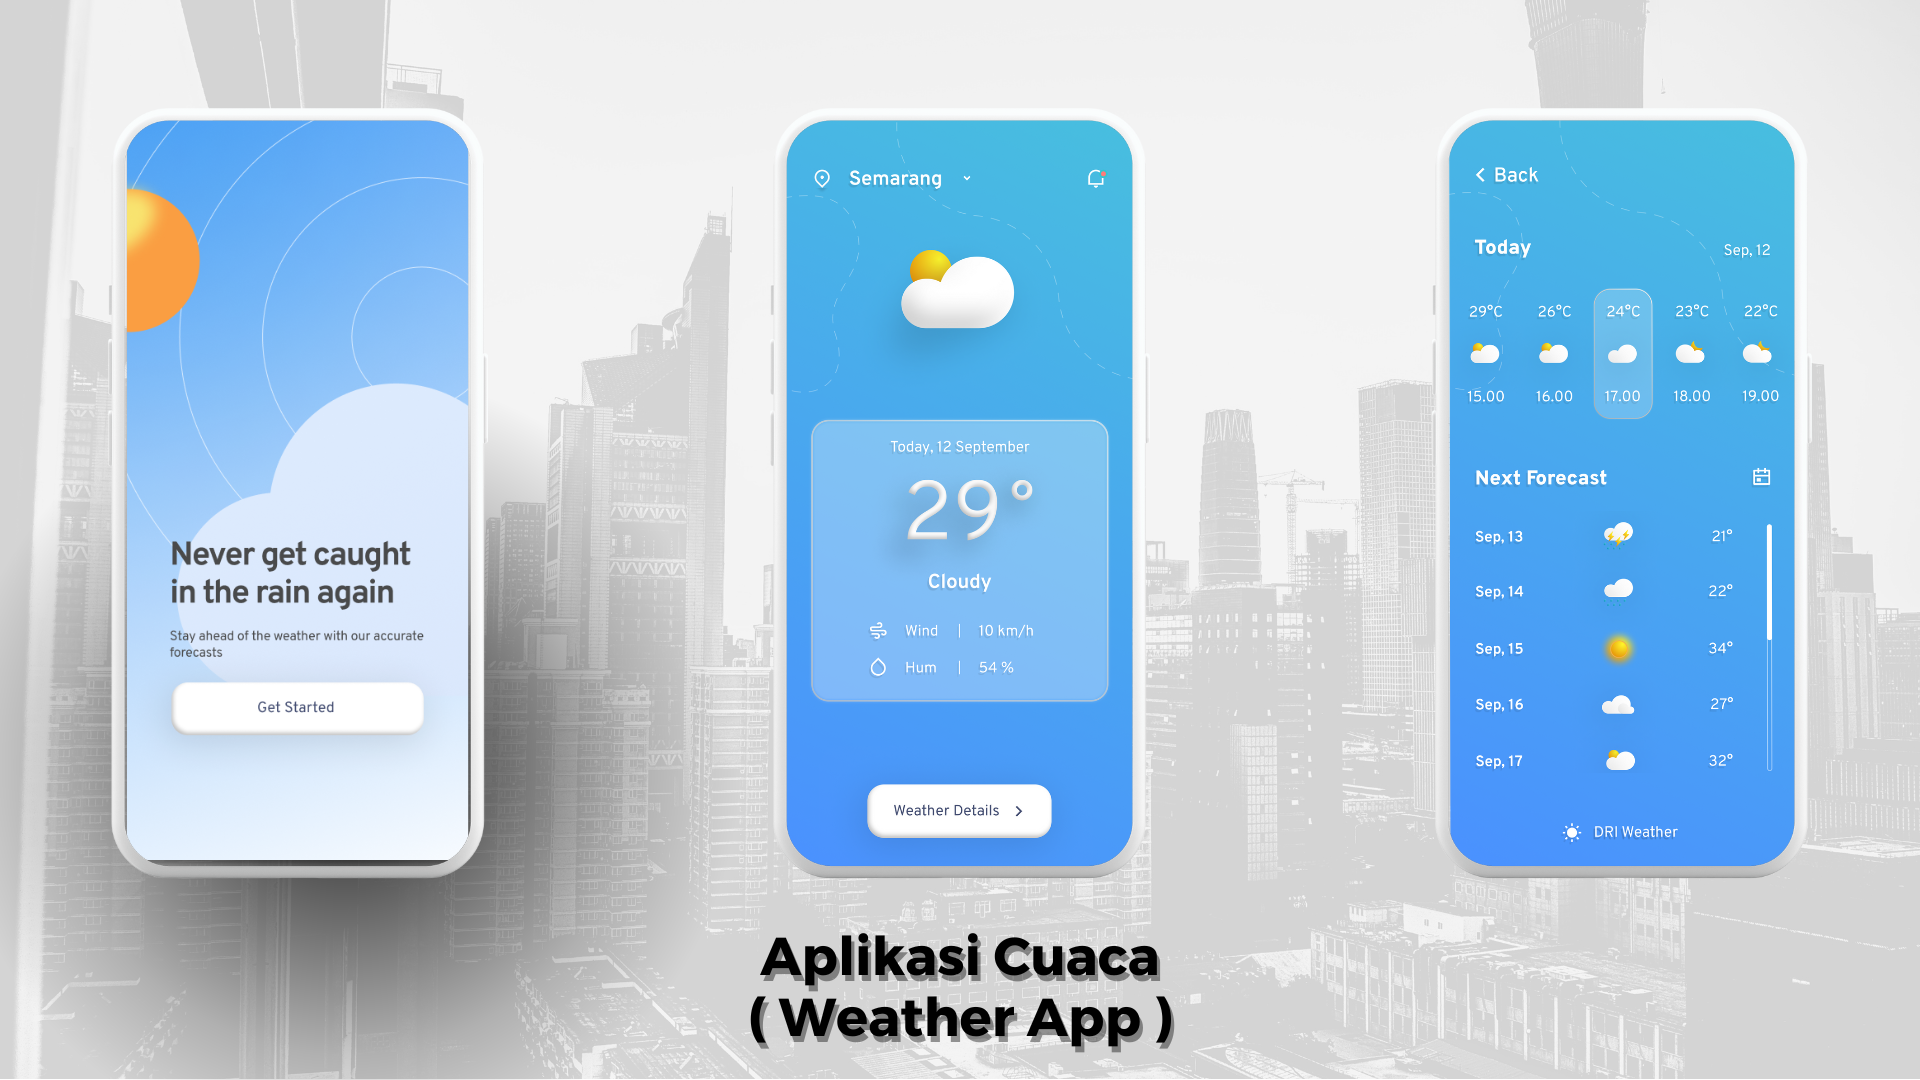 Never get caught
in the rain again
Stay ahead of the weather with our accurate
forecasts
Get Started
Semarang
Today, 12 September
29°
Cloudy
Wind | 10 km/h
Hum | 54 %
Weather Details
Back
Today Sep, 12
29°C 26°C 24°C 23°C 22°C
15.00 16.00 17.00 18.00 19.00
Next Forecast
Sep, 13 21°
Sep, 14 22°
Sep, 15 34°
Sep, 16 27°
Sep, 17 32°
DRI Weather
Aplikasi Cuaca
( Weather App )